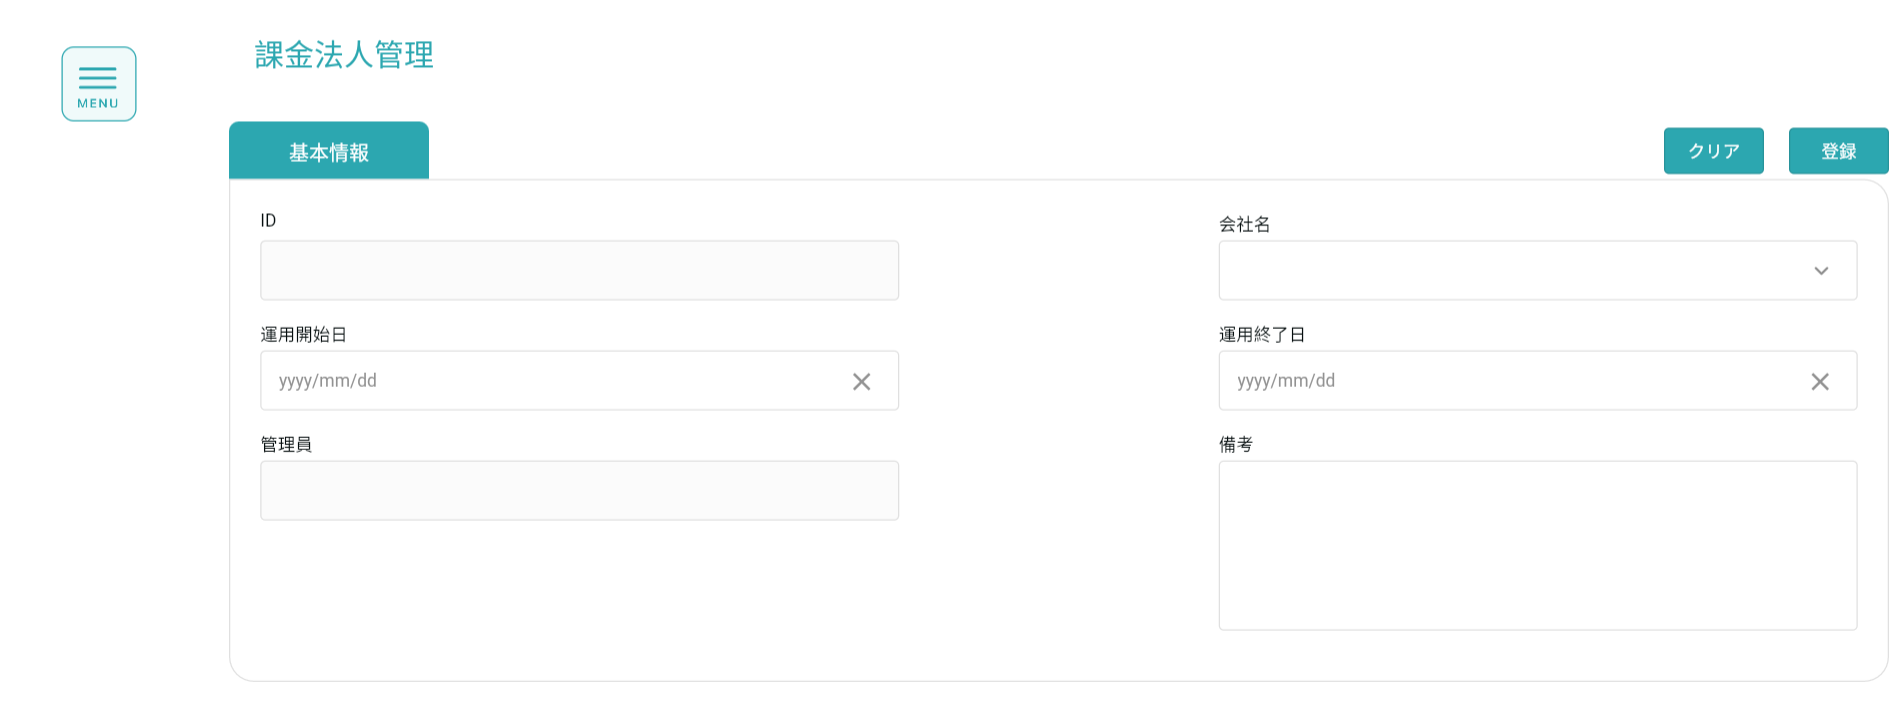 課金法人管理
MENU
基本情報
クリア
登録
ID
会社名
運用開始日
運用終了日
yyyy/mm/dd
yyyy/mm/dd
管理員
備考